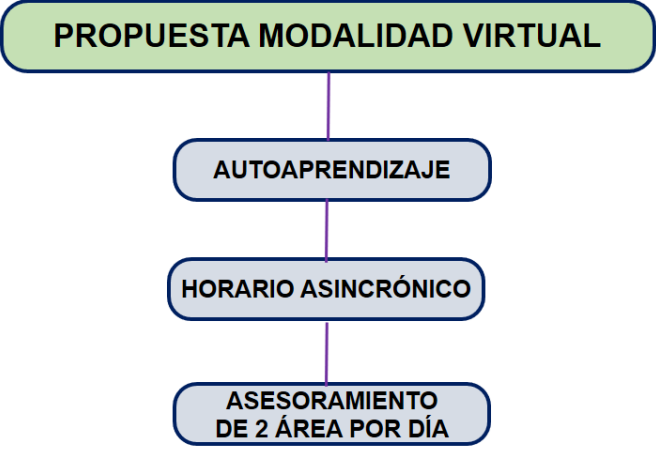 PROPUESTA MODALIDAD VIRTUAL
AUTOAPRENDIZAJE
HORARIO ASINCRÓNICO
ASESORAMIENTO
DE 2 ÁREA POR DÍA